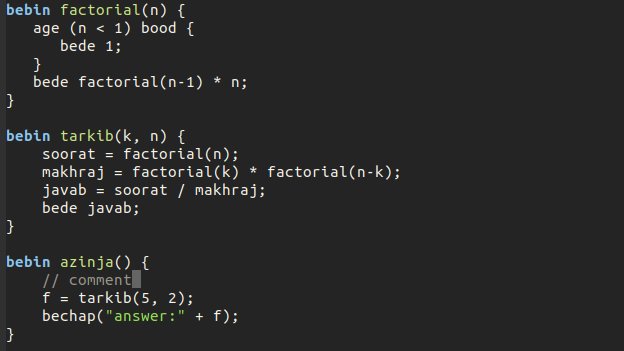 bebin factorial(n) {
   age (n < 1) bood {
      bede 1;
   }
   bede factorial(n-1) * n;
}

bebin tarkib(k, n) {
    soorat = factorial(n);
    makhraj = factorial(k) * factorial(n-k);
    javab = soorat / makhraj;
    bede javab;
}

bebin azinja() {
    // comment
    f = tarkib(5, 2);
    bechap("answer:" + f);
}